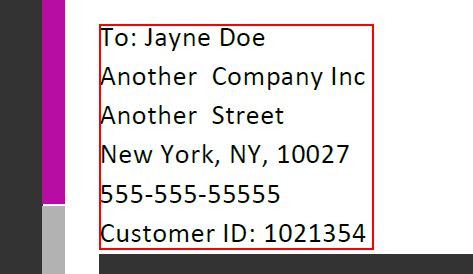 To: Jayne Doe
Another  Company Inc
Another  Street
New York, NY, 10027
555-555-55555
Customer ID: 1021354